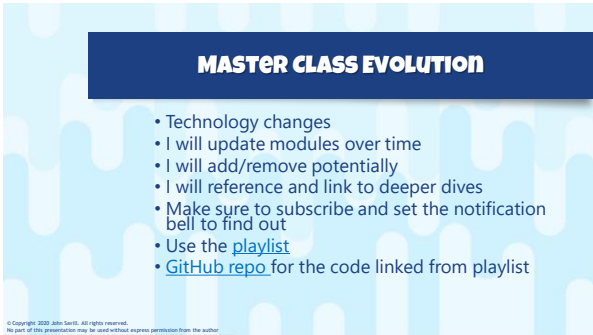 Master Class Evolution
• Technology changes
• I will update modules over time
• I will add/remove potentially
• I will reference and link to deeper dives
• Make sure to subscribe and set the notification
bell to find out
• Use the playlist
• GitHub repo for the code linked from playlist
© Copyright 2020 John Savill. All rights reserved.
No part of this presentation may be used without express permission from the author